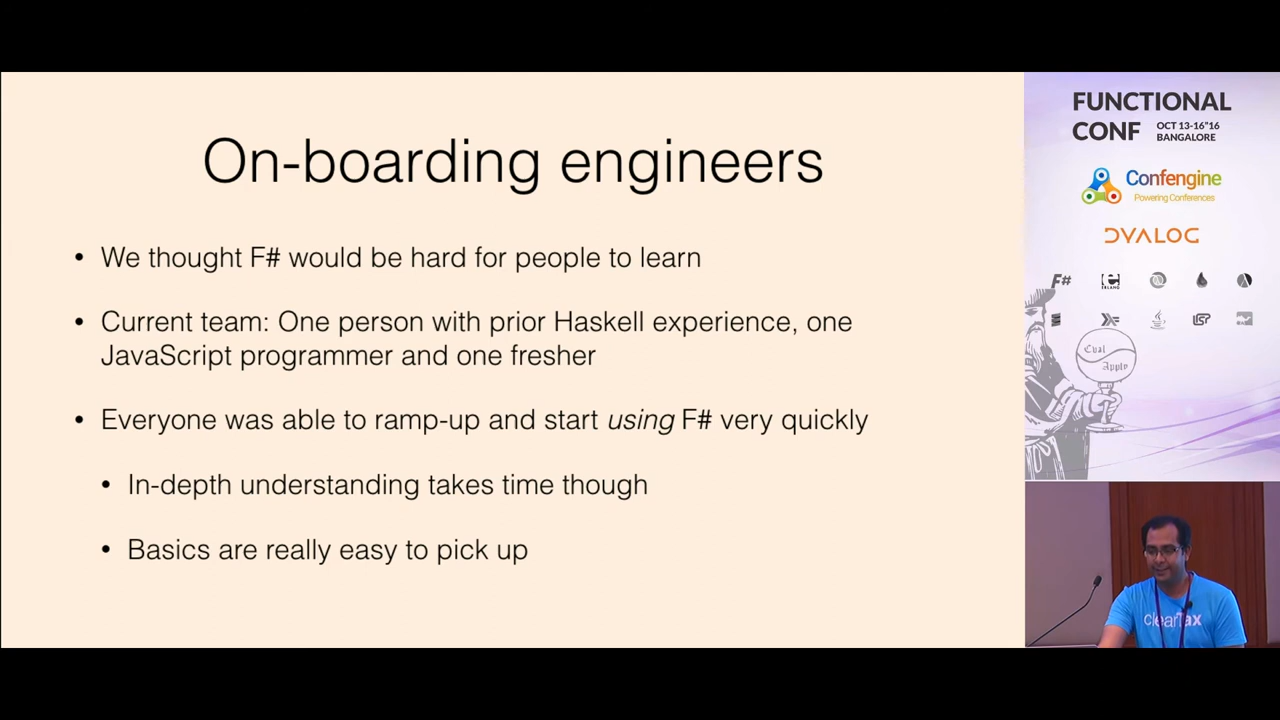 On-boarding engineers
• We thought F# would be hard for people to learn
• Current team: One person with prior Haskell experience, one
JavaScript programmer and one fresher
• Everyone was able to ramp-up and start using F# very quickly
• In-depth understanding takes time though
• Basics are really easy to pick up
FUNCTIONAL
CONF
OCT 13-16"16
BANGALORE
Confengine
Powering Conferences
DYALOG
F#
ERLANG
Eval
Apply
clearTax